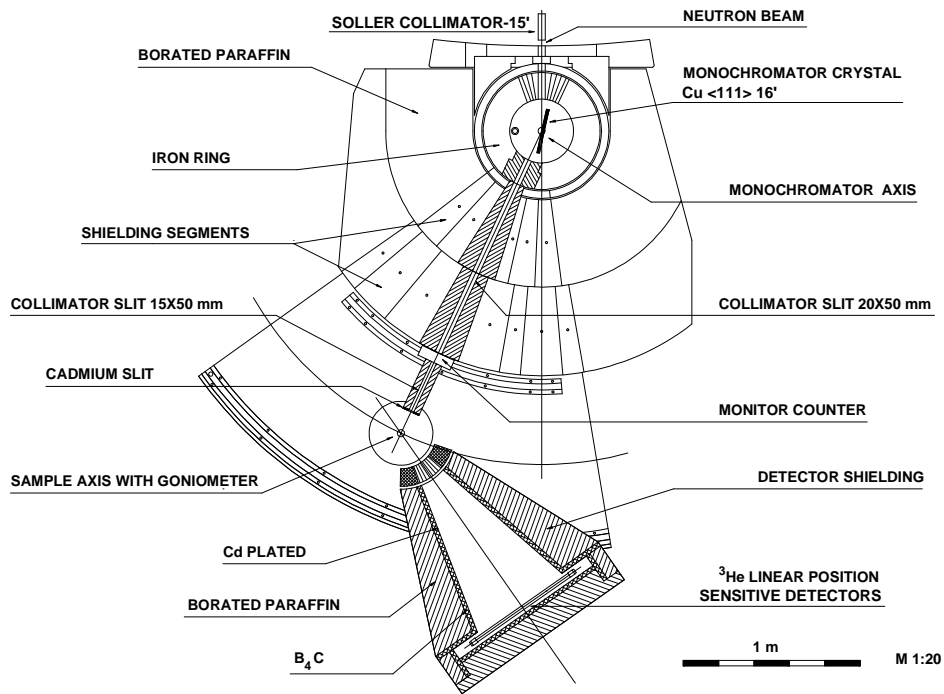 SOLLER COLLIMATOR-15'
NEUTRON BEAM
BORATED PARAFFIN
MONOCHROMATOR CRYSTAL
Cu <111> 16'
IRON RING
MONOCHROMATOR AXIS
SHIELDING SEGMENTS
COLLIMATOR SLIT 15X50 mm
COLLIMATOR SLIT 20X50 mm
CADMIUM SLIT
MONITOR COUNTER
SAMPLE AXIS WITH GONIOMETER
DETECTOR SHIELDING
Cd PLATED
³He LINEAR POSITION
SENSITIVE DETECTORS
BORATED PARAFFIN
B₄C
1 m
M 1:20